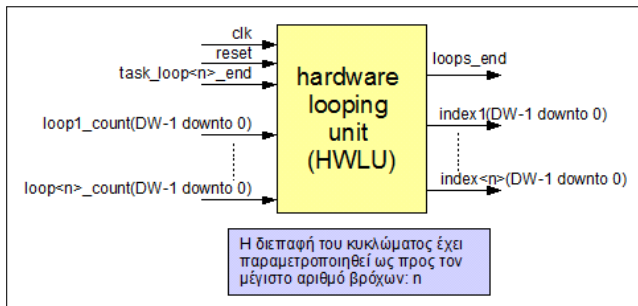 clk
reset
task_loop<n>_end
loop1_count(DW-1 downto 0)
loop<n>_count(DW-1 downto 0)
hardware
looping
unit
(HWLU)
loops_end
index1(DW-1 downto 0)
index<n>(DW-1 downto 0)
Η διεπαφή του κυκλώματος έχει
παραμετροποιηθεί ως προς τον
μέγιστο αριθμό βρόχων: n